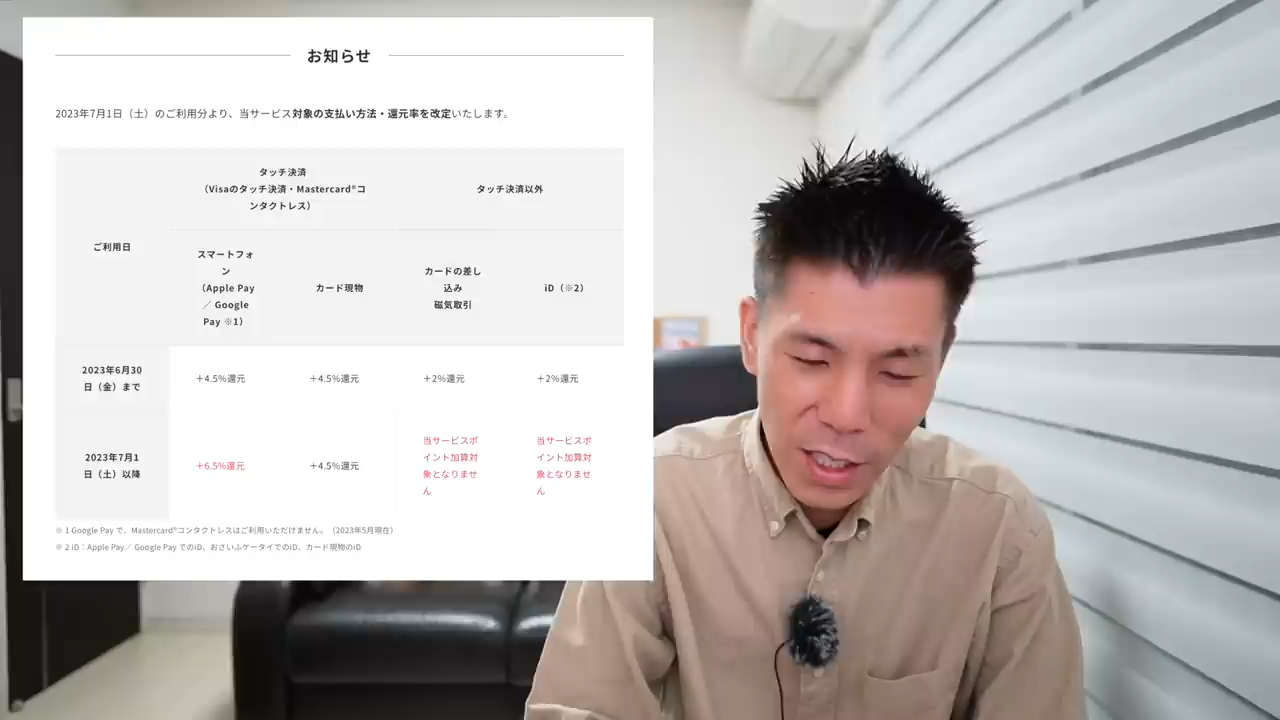 お知らせ
2023年7月1日（土）のご利用分より、当サービス対象の支払い方法・還元率を改定いたします。
タッチ決済
（Visaのタッチ決済・Mastercard®コ
ンタクトレス）
タッチ決済以外
ご利用日
スマートフォ
ン
（Apple Pay
／ Google
Pay ※1）
カード現物
カードの差し
込み
磁気取引
iD（※2）
2023年6月30
日（金）まで
＋4.5%還元
＋4.5%還元
＋2%還元
＋2%還元
2023年7月1
日（土）以降
＋6.5%還元
＋4.5%還元
当サービスポ
イント加算対
象となりませ
ん
当サービスポ
イント加算対
象となりませ
ん
※ 1 Google Pay で、Mastercard®コンタクトレスはご利用いただけません。（2023年5月現在）
※ 2 iD：Apple Pay／ Google Pay でのiD、おさいふケータイでのiD、カード現物のiD